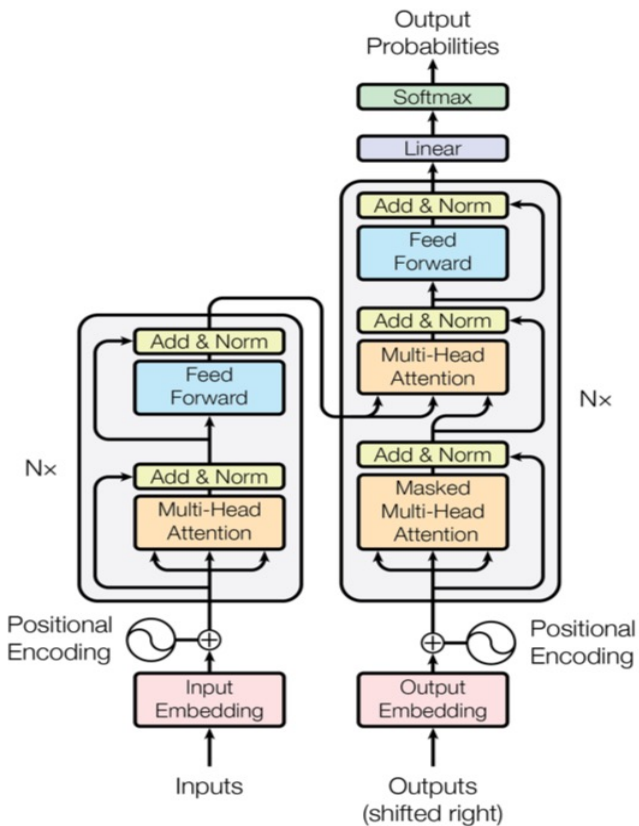 Output
Probabilities
Softmax
Linear
Add & Norm
Feed
Forward
Add & Norm
Multi-Head
Attention
Add & Norm
Masked
Multi-Head
Attention
Nx
Positional
Encoding
Output
Embedding
Outputs
(shifted right)
Add & Norm
Feed
Forward
Add & Norm
Multi-Head
Attention
Nx
Positional
Encoding
Input
Embedding
Inputs